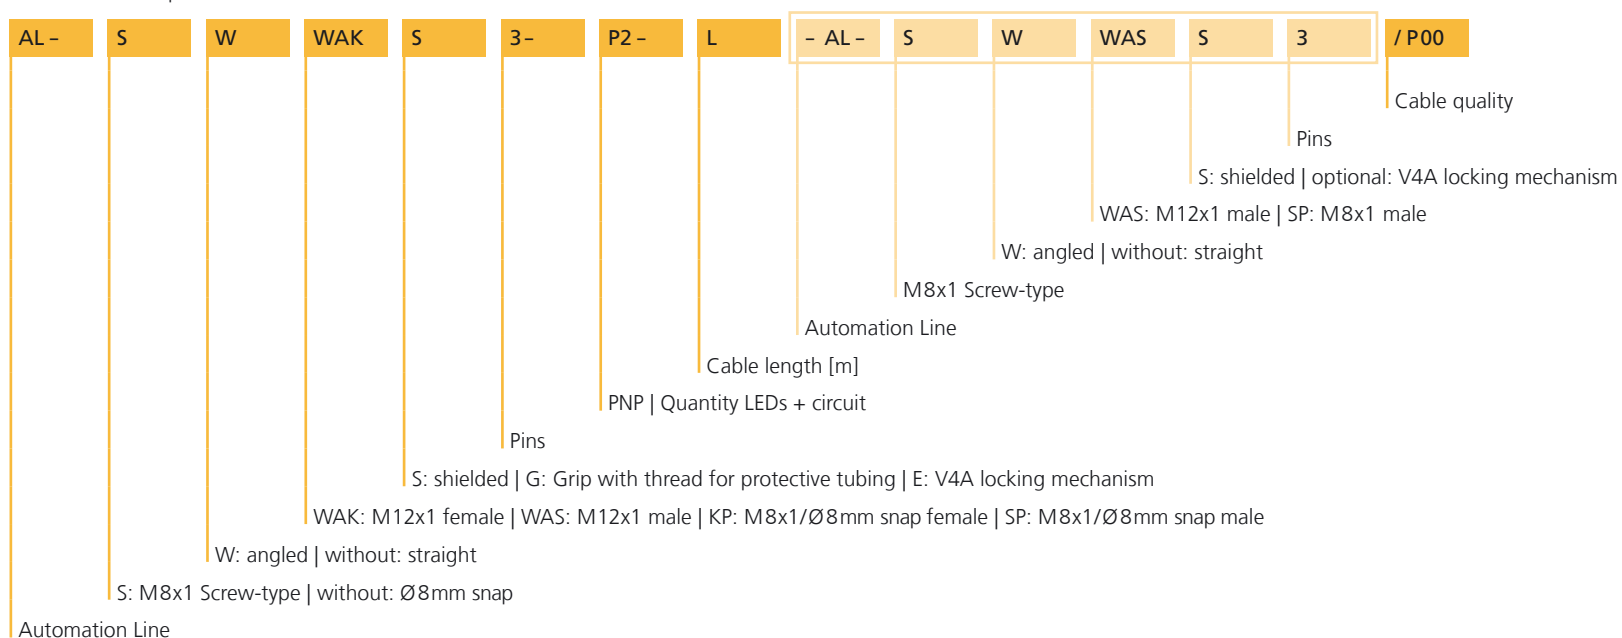 AL – S W WAK S 3 – P2 – L – AL – S W WAS S 3 / P00
Cable quality
Pins
S: shielded | optional: V4A locking mechanism
WAS: M12x1 male | SP: M8x1 male
W: angled | without: straight
M8x1 Screw-type
Automation Line
Cable length [m]
PNP | Quantity LEDs + circuit
Pins
S: shielded | G: Grip with thread for protective tubing | E: V4A locking mechanism
WAK: M12x1 female | WAS: M12x1 male | KP: M8x1/Ø8mm snap female | SP: M8x1/Ø8mm snap male
W: angled | without: straight
S: M8x1 Screw-type | without: Ø8mm snap
Automation Line